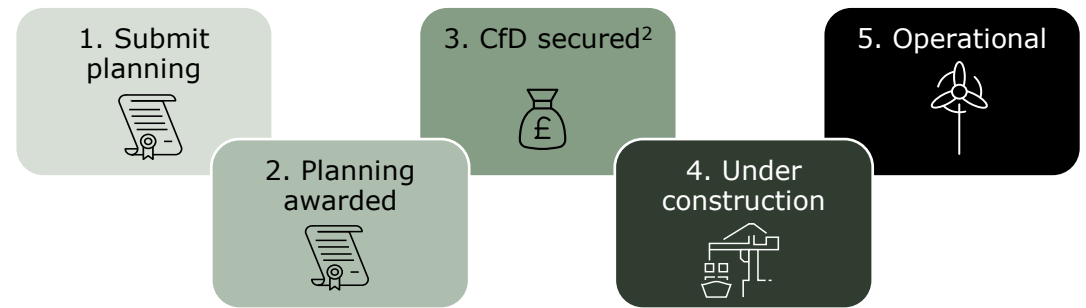 1. Submit
planning
2. Planning
awarded
3. CfD secured²
£
4. Under
construction
5. Operational